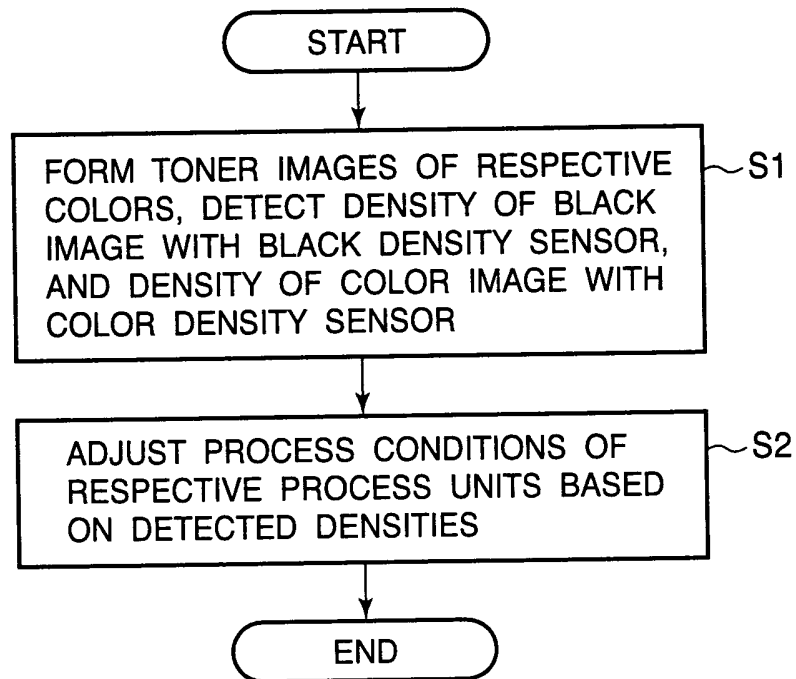 START
FORM TONER IMAGES OF RESPECTIVE
COLORS, DETECT DENSITY OF BLACK
IMAGE WITH BLACK DENSITY SENSOR,
AND DENSITY OF COLOR IMAGE WITH
COLOR DENSITY SENSOR
S1
ADJUST PROCESS CONDITIONS OF
RESPECTIVE PROCESS UNITS BASED
ON DETECTED DENSITIES
S2
END